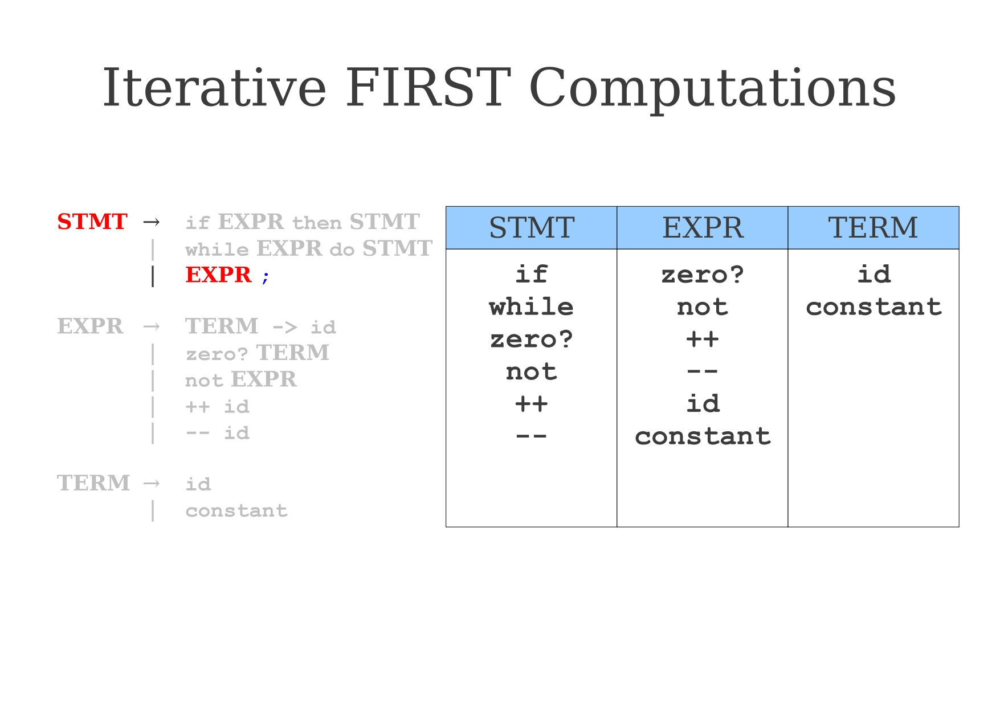 Iterative FIRST Computations
STMT → if EXPR then STMT
| while EXPR do STMT
| EXPR ;
EXPR → TERM -> id
| zero? TERM
| not EXPR
| ++ id
| -- id
TERM → id
| constant
STMT EXPR TERM
if zero? id
while not constant
zero? ++
not --
++ id
-- constant